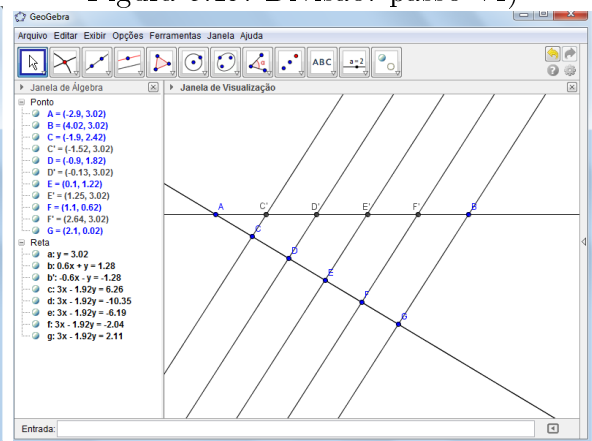 Figura 6.15: Divisão: passo VI)
GeoGebra
Arquivo Editar Exibir Opções Ferramentas Janela Ajuda
ABC
a=2
Janela de Álgebra
Janela de Visualização
Ponto
A = (-2.9, 3.02)
B = (4.02, 3.02)
C = (-1.9, 2.42)
C' = (-1.52, 3.02)
D = (-0.9, 1.82)
D' = (-0.13, 3.02)
E = (0.1, 1.22)
E' = (1.25, 3.02)
F = (1.1, 0.62)
F' = (2.64, 3.02)
G = (2.1, 0.02)
Reta
a: y = 3.02
b: 0.6x + y = 1.28
b': -0.6x - y = -1.28
c: 3x - 1.92y = 6.26
d: 3x - 1.92y = -10.35
e: 3x - 1.92y = -6.19
f: 3x - 1.92y = -2.04
g: 3x - 1.92y = 2.11
A
C'
D'
E'
F'
B
C
D
E
F
G
Entrada: